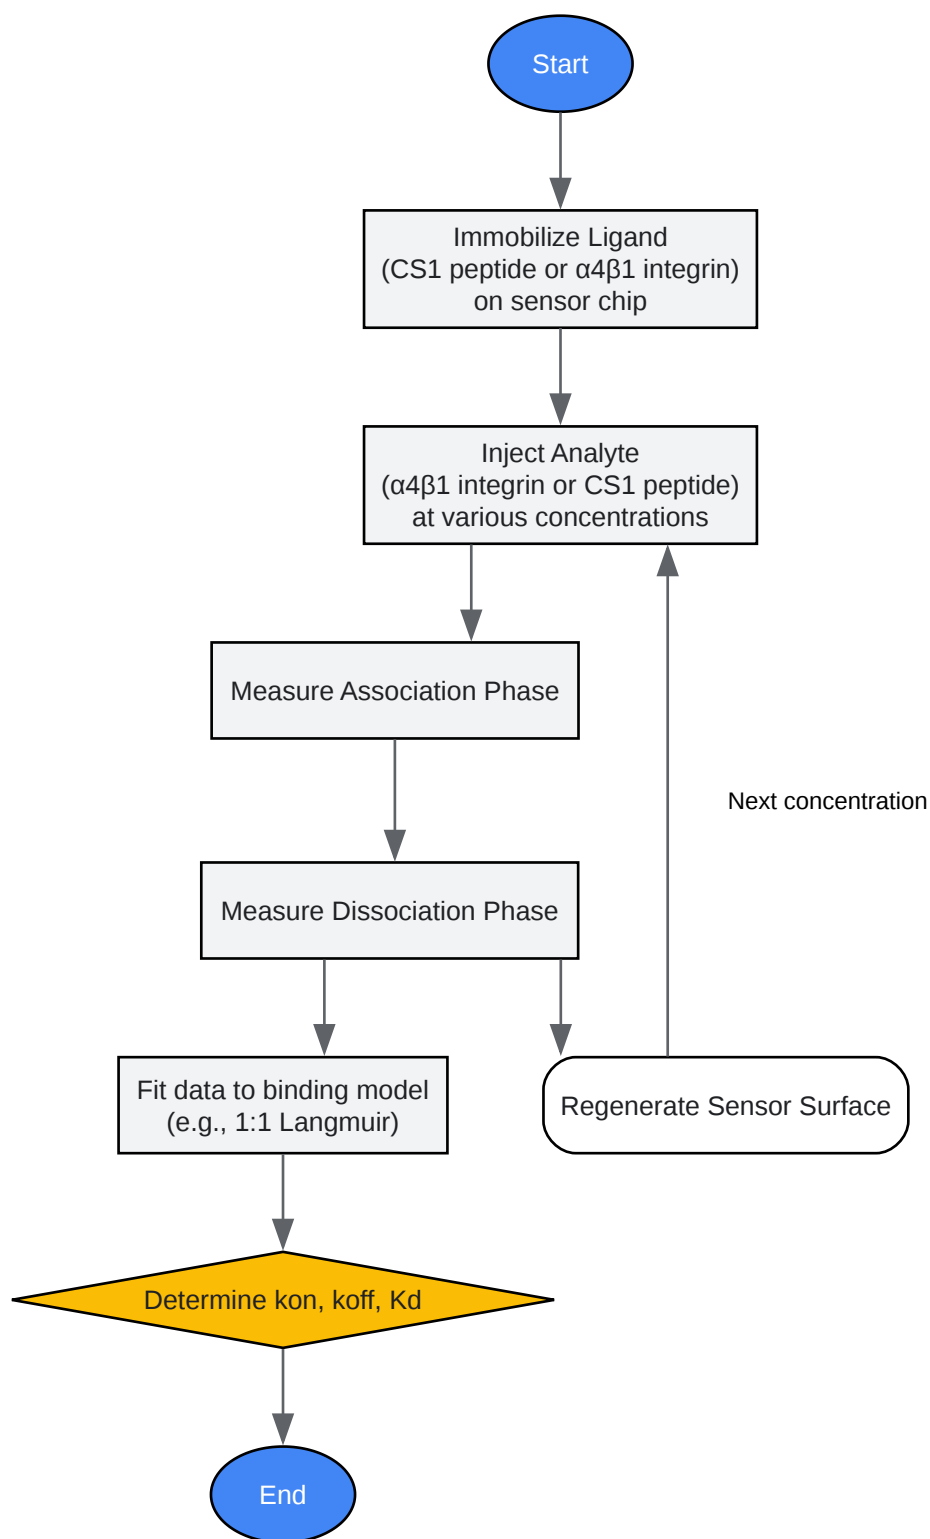 Start
Immobilize Ligand
(CS1 peptide or α4β1 integrin)
on sensor chip
Inject Analyte
(α4β1 integrin or CS1 peptide)
at various concentrations
Measure Association Phase
Next concentration
Measure Dissociation Phase
Fit data to binding model
(e.g., 1:1 Langmuir)
Regenerate Sensor Surface
Determine kon, koff, Kd
End